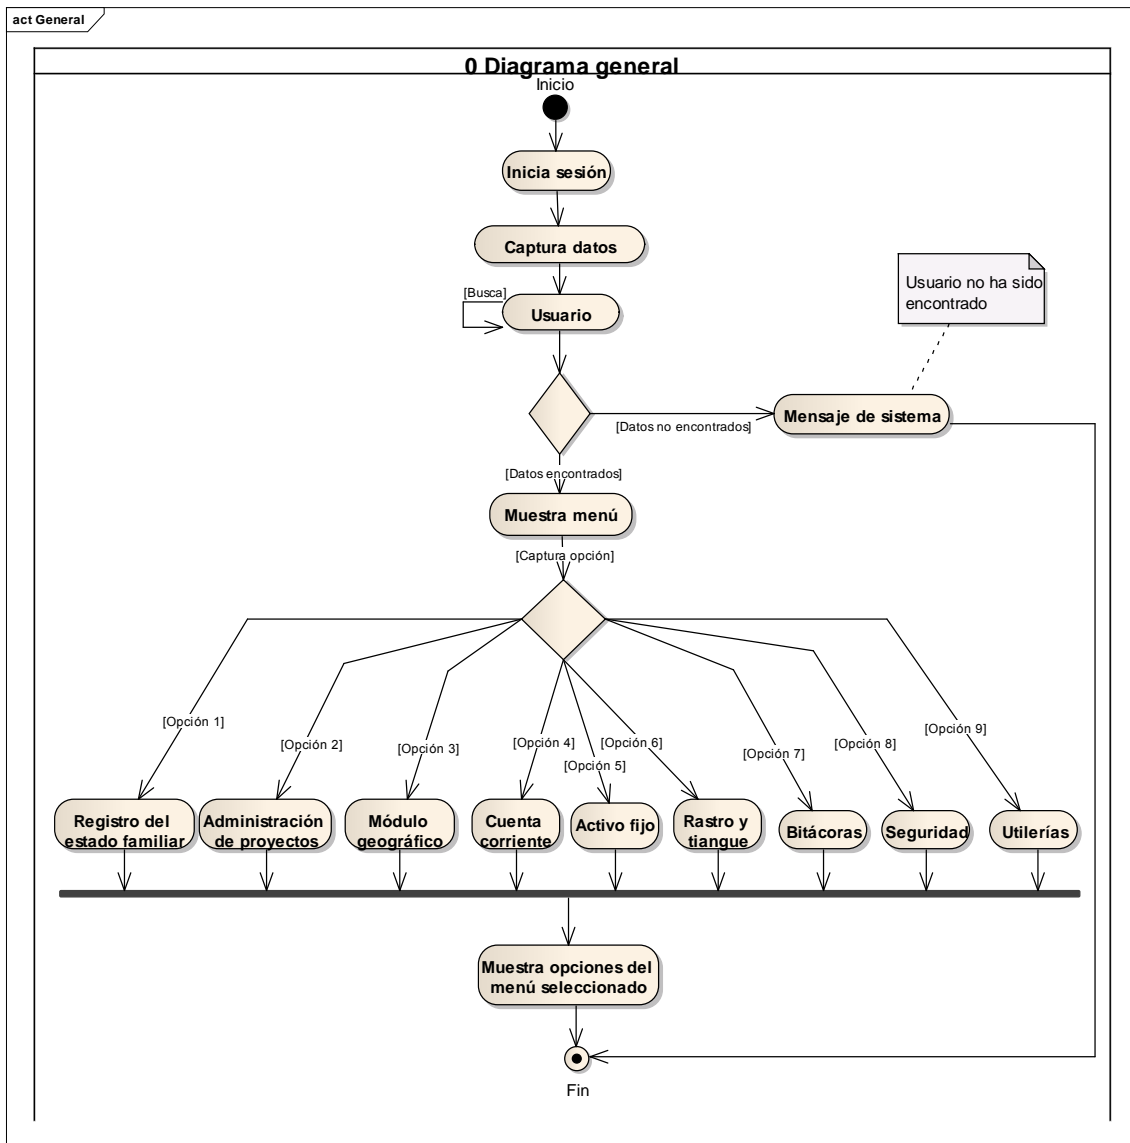 act General
0 Diagrama general
Inicio
Inicia sesión
Captura datos
[Busca]
Usuario
Usuario no ha sido
encontrado
Mensaje de sistema
[Datos no encontrados]
[Datos encontrados]
Muestra menú
[Captura opción]
[Opción 1]
[Opción 2]
[Opción 3]
[Opción 4]
[Opción 5]
[Opción 6]
[Opción 7]
[Opción 8]
[Opción 9]
Registro del
estado familiar
Administración
de proyectos
Módulo
geográfico
Cuenta
corriente
Activo fijo
Rastro y
tiangue
Bitácoras
Seguridad
Utilerías
Muestra opciones del
menú seleccionado
Fin